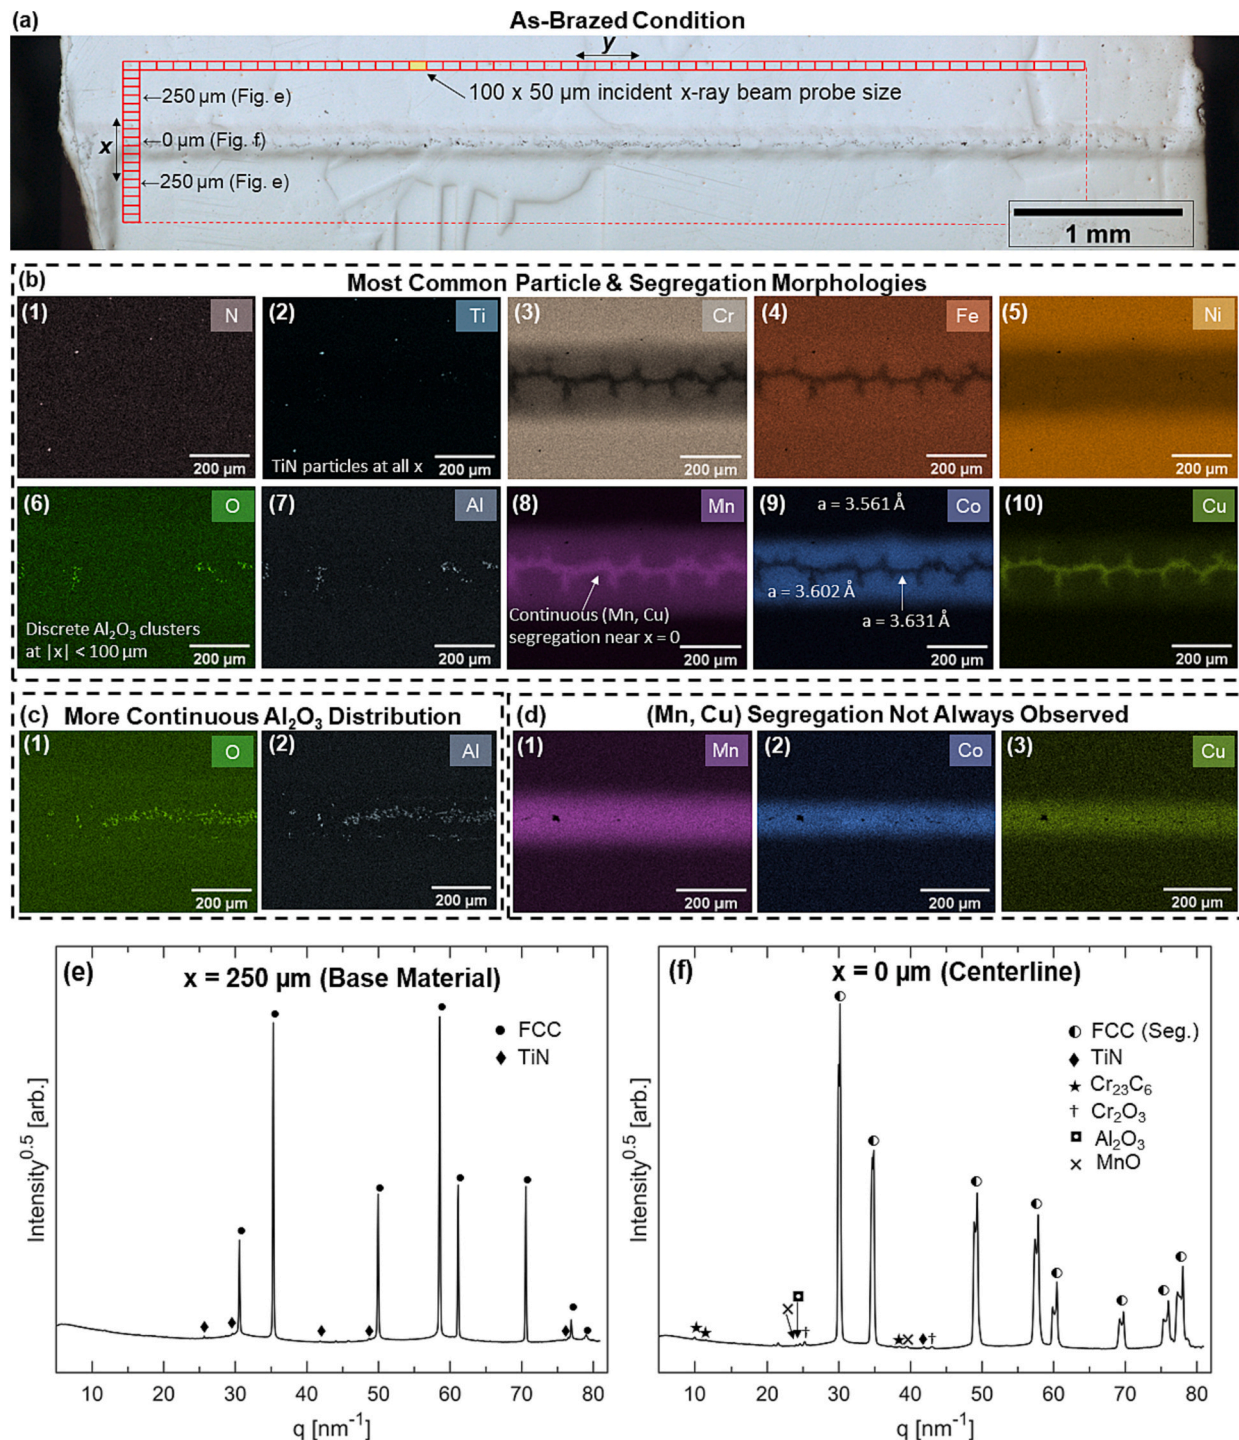 (a) As-Brazed Condition
y
←250 µm (Fig. e)
100 x 50 µm incident x-ray beam probe size
x
←0 µm (Fig. f)
←250 µm (Fig. e)
1 mm
(b) Most Common Particle & Segregation Morphologies
(1) N
200 µm
(2) Ti
TiN particles at all x
200 µm
(3) Cr
200 µm
(4) Fe
200 µm
(5) Ni
200 µm
(6) O
Discrete Al₂O₃ clusters
at |x| < 100 µm
200 µm
(7) Al
200 µm
(8) Mn
Continuous (Mn, Cu)
segregation near x = 0
200 µm
(9) Co
a = 3.561 Å
a = 3.602 Å
a = 3.631 Å
200 µm
(10) Cu
200 µm
(c) More Continuous Al₂O₃ Distribution
(1) O
200 µm
(2) Al
200 µm
(d) (Mn, Cu) Segregation Not Always Observed
(1) Mn
200 µm
(2) Co
200 µm
(3) Cu
200 µm
(e) x = 250 µm (Base Material)
● FCC
♦ TiN
Intensity⁰·⁵ [arb.]
10 20 30 40 50 60 70 80
q [nm⁻¹]
(f) x = 0 µm (Centerline)
◐ FCC (Seg.)
♦ TiN
★ Cr₂₃C₆
† Cr₂O₃
◘ Al₂O₃
× MnO
Intensity⁰·⁵ [arb.]
10 20 30 40 50 60 70 80
q [nm⁻¹]